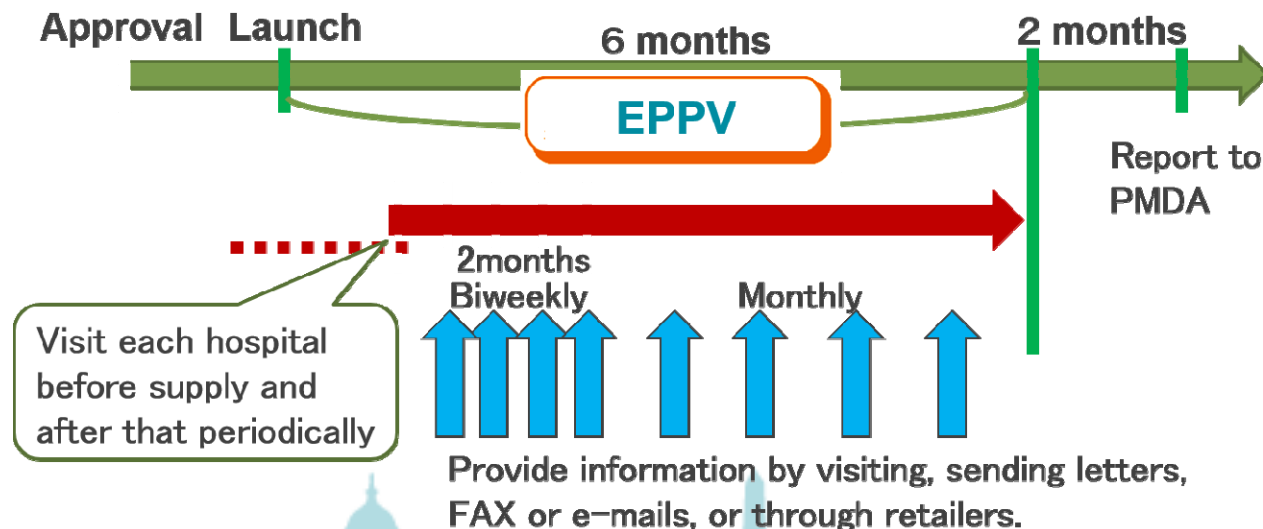 Approval Launch
6 months
2 months
EPPV
Report to
PMDA
2months
Biweekly
Monthly
Visit each hospital
before supply and
after that periodically
Provide information by visiting, sending letters,
FAX or e-mails, or through retailers.